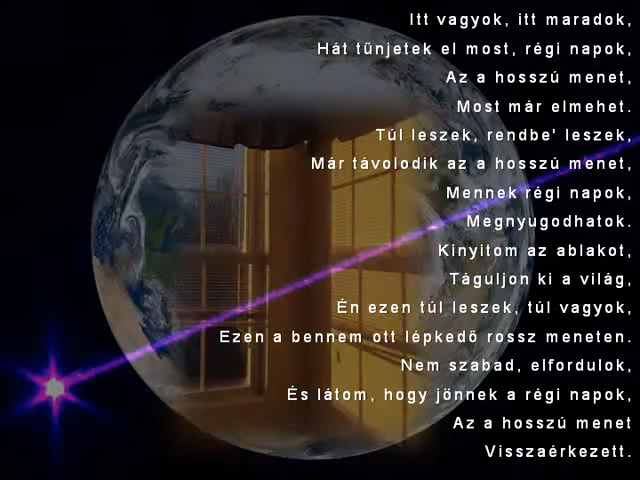 Itt vagyok, itt maradok,
Hát tűnjetek el most, régi napok,
Az a hosszú menet,
Most már elmehet.
Túl leszek, rendbe' leszek,
Már távolodik az a hosszú menet,
Mennek régi napok,
Megnyugodhatok.
Kinyitom az ablakot,
Táguljon ki a világ,
Én ezen túl leszek, túl vagyok,
Ezen a bennem ott lépkedő rossz meneten.
Nem szabad, elfordulok,
És látom, hogy jönnek a régi napok,
Az a hosszú menet
Visszaérkezett.